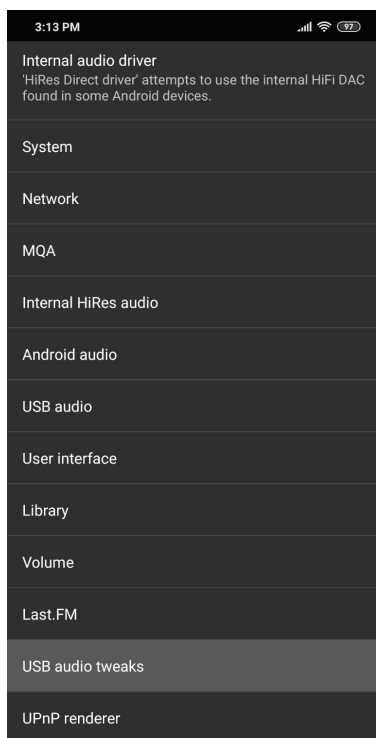 3:13 PM
97
Internal audio driver
'HiRes Direct driver' attempts to use the internal HiFi DAC
found in some Android devices.
System
Network
MQA
Internal HiRes audio
Android audio
USB audio
User interface
Library
Volume
Last.FM
USB audio tweaks
UPnP renderer